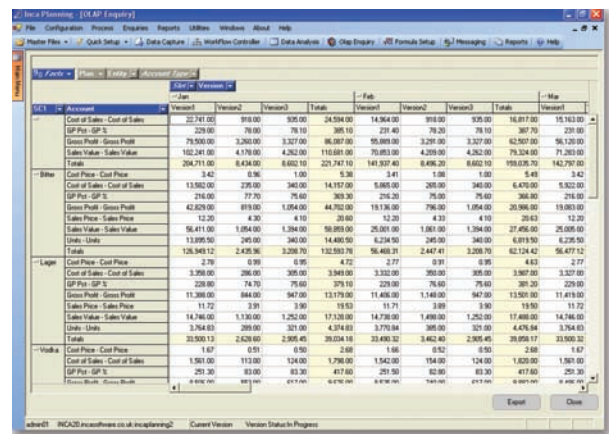 Inca Planning - [OLAP Enquiry]
File Configuration Process Enquiries Reports Utilities Windows About Help
Master Files Quick Setup Data Capture Workflow Controller Data Analysis Olap Enquiry Formula Setup Messaging Reports Help
Main Menu
Facts Plan Entity Account Type
Version
Jan Feb Mar
SC1 Account Version1 Version2 Version3 Totals Version1 Version2 Version3 Totals Version1
Cost of Sales - Cost of Sales 22,741.00 918.00 935.00 24,594.00 14,964.00 918.00 935.00 16,817.00 15,163.00
GP Pct - GP % 229.00 78.00 78.10 385.10 231.40 78.20 78.10 387.70 231.00
Gross Profit - Gross Profit 79,500.00 3,260.00 3,327.00 86,087.00 55,889.00 3,291.00 3,327.00 62,507.00 56,120.00
Sales Value - Sales Value 102,241.00 4,178.00 4,262.00 110,681.00 70,853.00 4,209.00 4,262.00 79,324.00 71,283.00
Totals 204,711.00 8,434.00 8,602.10 221,747.10 141,937.40 8,496.20 8,602.10 159,035.70 142,797.00
Bitter Cost Price - Cost Price 3.42 0.96 1.00 5.38 3.41 1.08 1.00 5.49 3.42
Cost of Sales - Cost of Sales 13,582.00 235.00 340.00 14,157.00 5,865.00 265.00 340.00 6,470.00 5,922.00
GP Pct - GP % 216.00 77.70 75.60 369.30 216.20 75.00 75.60 366.80 216.00
Gross Profit - Gross Profit 42,829.00 819.00 1,054.00 44,702.00 19,136.00 796.00 1,054.00 20,986.00 19,083.00
Sales Price - Sales Price 12.20 4.30 4.10 20.60 12.20 4.33 4.10 20.63 12.20
Sales Value - Sales Value 56,411.00 1,054.00 1,394.00 58,859.00 25,001.00 1,061.00 1,394.00 27,456.00 25,005.00
Units - Units 13,895.50 245.00 340.00 14,480.50 6,234.50 245.00 340.00 6,819.50 6,235.50
Totals 126,949.12 2,435.96 3,208.70 132,593.78 56,468.31 2,447.41 3,208.70 62,124.42 56,477.12
Lager Cost Price - Cost Price 2.78 0.99 0.95 4.72 2.77 0.91 0.95 4.63 2.77
Cost of Sales - Cost of Sales 3,358.00 286.00 305.00 3,949.00 3,332.00 350.00 305.00 3,987.00 3,327.00
GP Pct - GP % 228.80 74.70 75.60 379.10 229.00 76.60 75.60 381.20 229.00
Gross Profit - Gross Profit 11,388.00 844.00 947.00 13,179.00 11,406.00 1,148.00 947.00 13,501.00 11,419.00
Sales Price - Sales Price 11.72 3.91 3.90 19.53 11.71 3.89 3.90 19.50 11.72
Sales Value - Sales Value 14,746.00 1,130.00 1,252.00 17,128.00 14,738.00 1,498.00 1,252.00 17,488.00 14,746.00
Units - Units 3,764.83 289.00 321.00 4,374.83 3,770.84 385.00 321.00 4,476.84 3,764.83
Totals 33,500.13 2,628.60 2,905.45 39,034.18 33,490.32 3,462.40 2,905.45 39,858.17 33,500.32
Vodka Cost Price - Cost Price 1.67 0.51 0.50 2.68 1.66 0.52 0.50 2.68 1.67
Cost of Sales - Cost of Sales 1,561.00 113.00 124.00 1,798.00 1,542.00 154.00 124.00 1,820.00 1,561.00
GP Pct - GP % 251.30 83.00 83.30 417.60 251.50 82.80 83.30 417.60 251.30
Gross Profit - Gross Profit
Export Close
admin01 INCA20.incasoftware.co.uk.incaplanning2 Current Version Version Status:In Progress